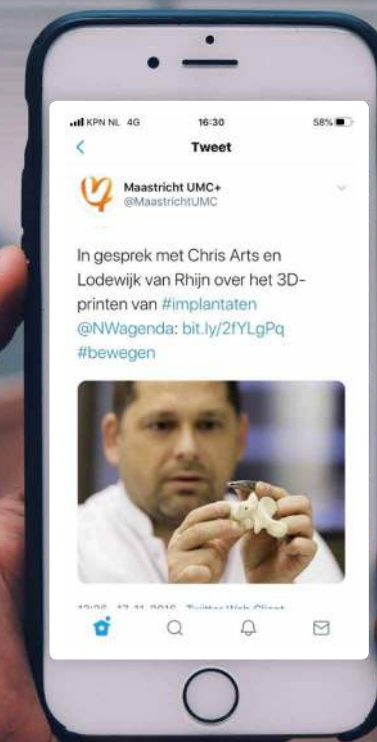 KPN NL 4G 16:30 58%
Tweet
Maastricht UMC+
@MaastrichtUMC
In gesprek met Chris Arts en
Lodewijk van Rhijn over het 3D-
printen van #implantaten
@NWagenda: bit.ly/2fYLgPq
#bewegen